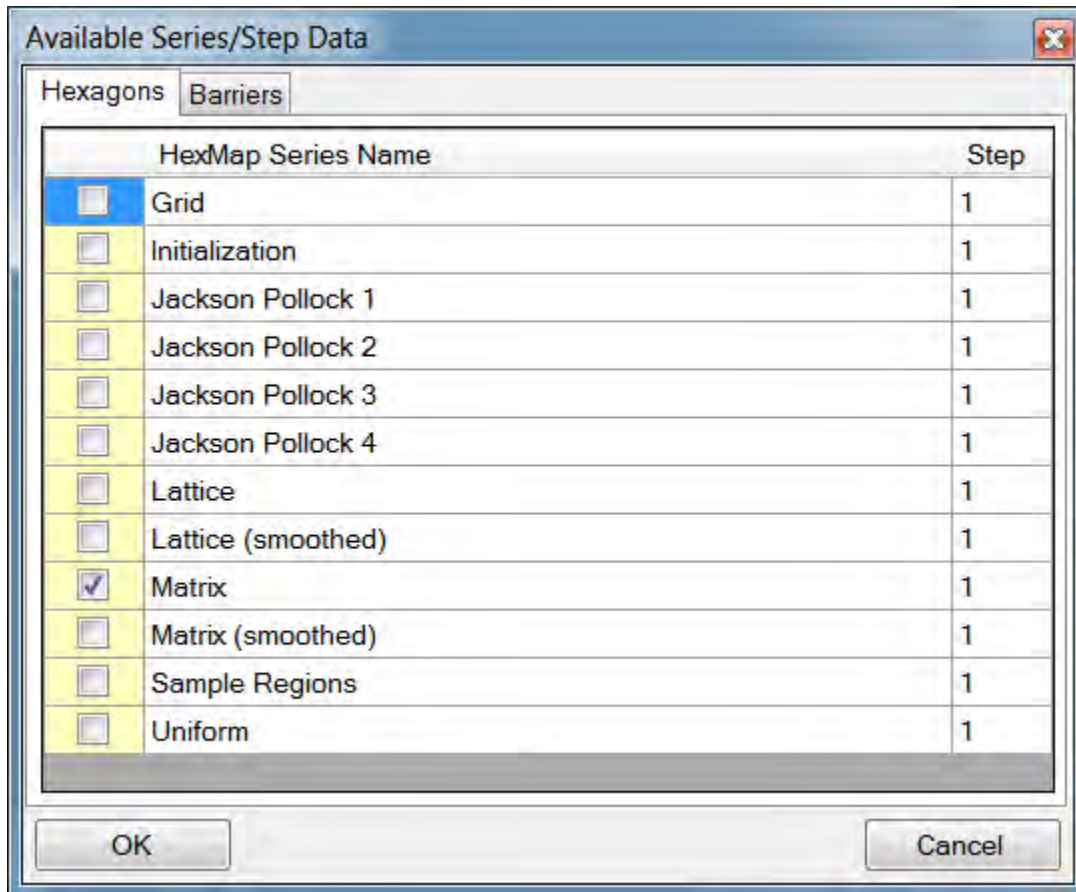 Available Series/Step Data
Hexagons Barriers
HexMap Series Name Step
Grid 1
Initialization 1
Jackson Pollock 1 1
Jackson Pollock 2 1
Jackson Pollock 3 1
Jackson Pollock 4 1
Lattice 1
Lattice (smoothed) 1
Matrix 1
Matrix (smoothed) 1
Sample Regions 1
Uniform 1
OK Cancel